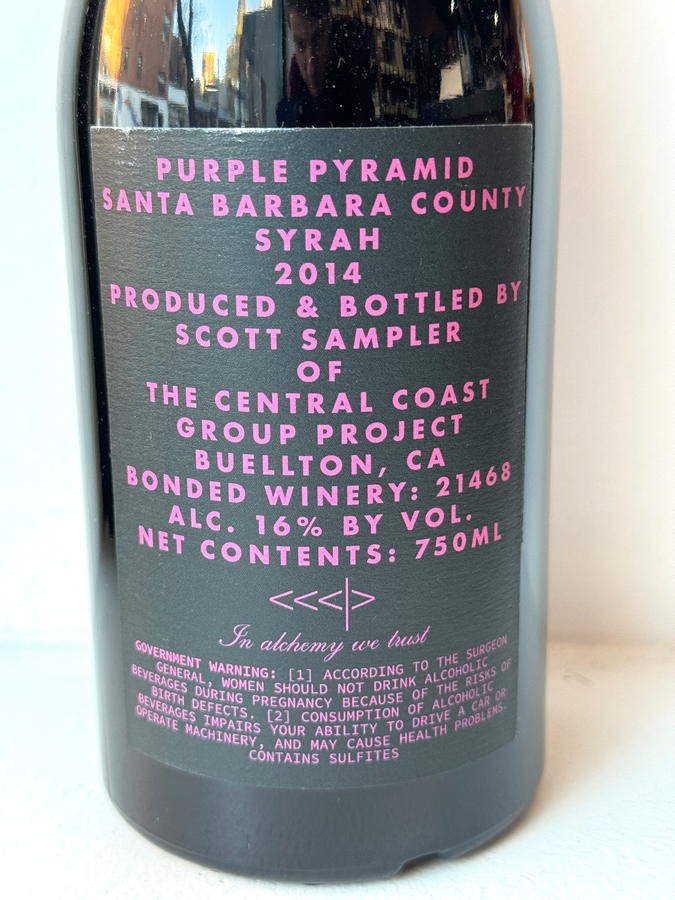 PURPLE PYRAMID
SANTA BARBARA COUNTY
SYRAH
2014
PRODUCED & BOTTLED BY
SCOTT SAMPLER
OF
THE CENTRAL COAST
GROUP PROJECT
BUELLTON, CA
BONDED WINERY: 21468
ALC. 16% BY VOL.
NET CONTENTS: 750ML
<<<|>
In alchemy we trust
GOVERNMENT WARNING: [1] ACCORDING TO THE SURGEON
GENERAL, WOMEN SHOULD NOT DRINK ALCOHOLIC
BEVERAGES DURING PREGNANCY BECAUSE OF THE RISKS OF
BIRTH DEFECTS. [2] CONSUMPTION OF ALCOHOLIC
BEVERAGES IMPAIRS YOUR ABILITY TO DRIVE A CAR OR
OPERATE MACHINERY, AND MAY CAUSE HEALTH PROBLEMS.
CONTAINS SULFITES